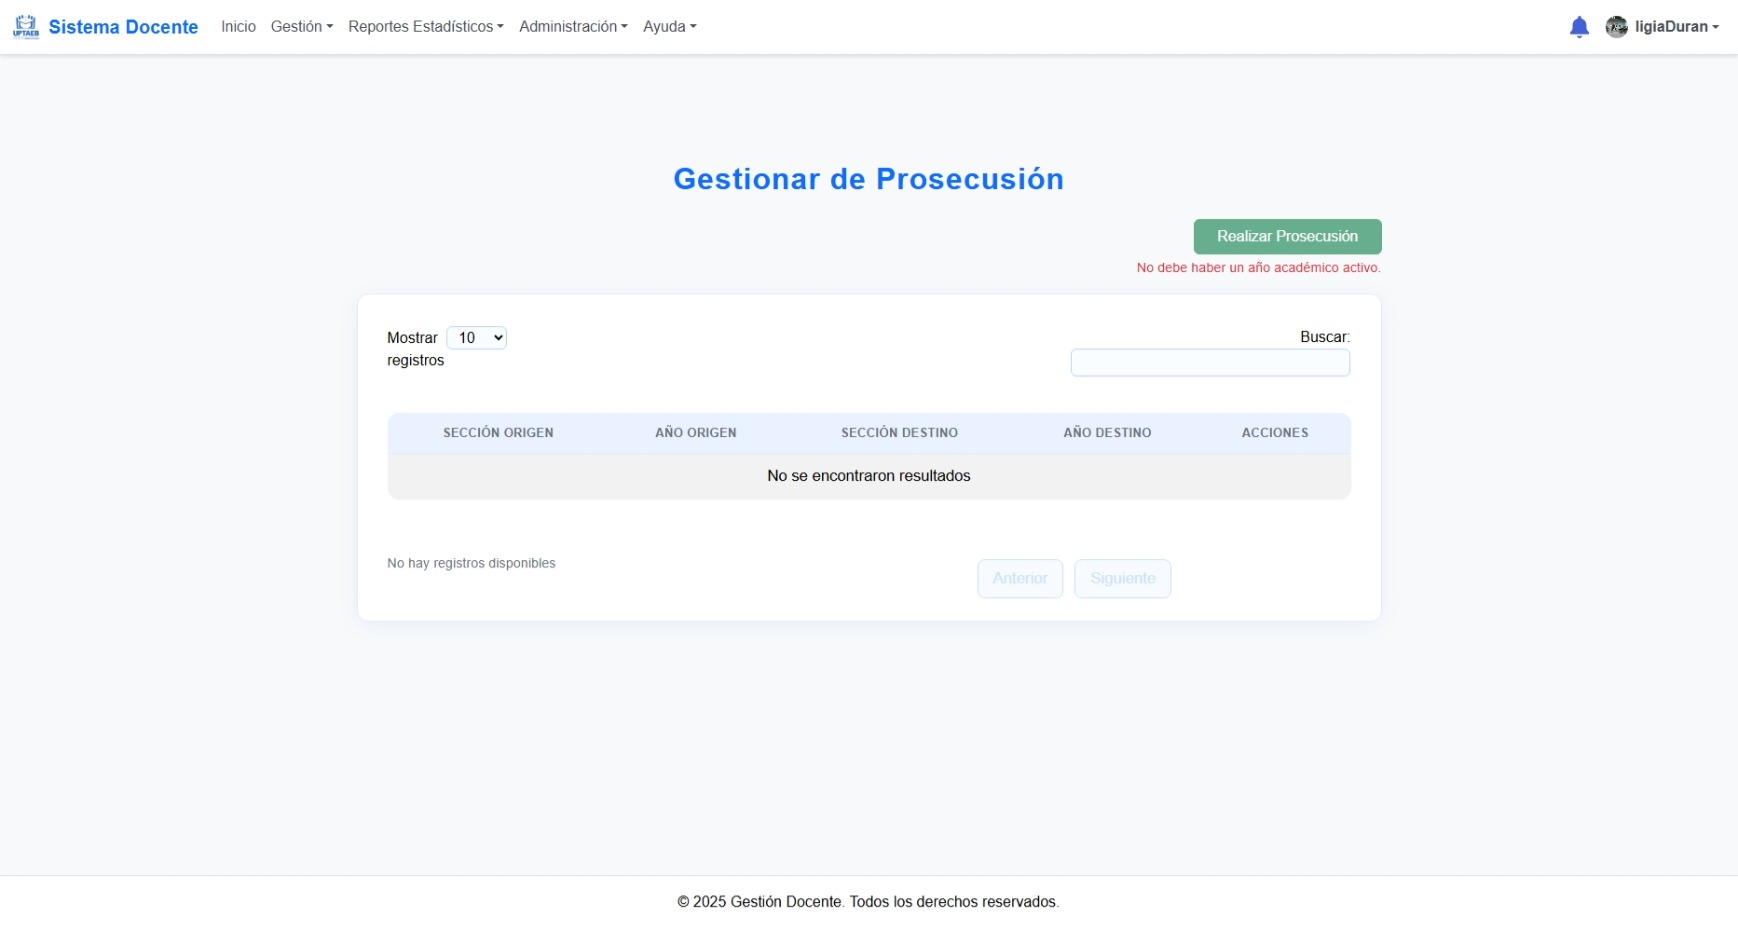 UPTAEB Sistema Docente Inicio Gestión Reportes Estadísticos Administración Ayuda ligiaDuran
Gestionar de Prosecusión
Realizar Prosecusión
No debe haber un año académico activo.
Mostrar 10
registros
Buscar:
SECCIÓN ORIGEN AÑO ORIGEN SECCIÓN DESTINO AÑO DESTINO ACCIONES
No se encontraron resultados
No hay registros disponibles
Anterior Siguiente
© 2025 Gestión Docente. Todos los derechos reservados.